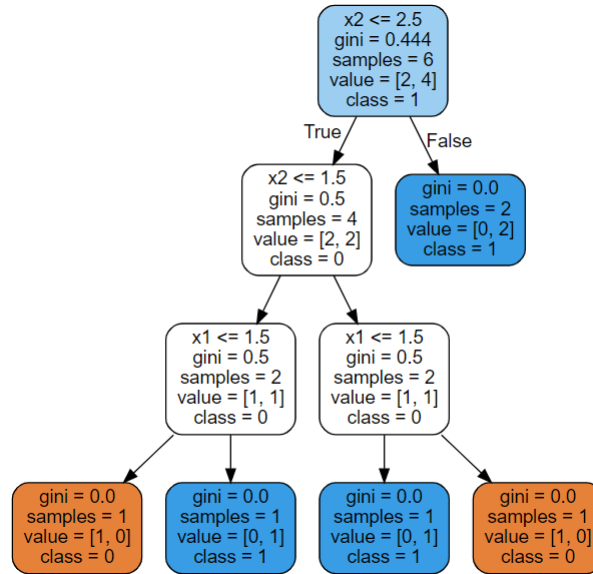 x2 <= 2.5
gini = 0.444
samples = 6
value = [2, 4]
class = 1
True
False
x2 <= 1.5
gini = 0.5
samples = 4
value = [2, 2]
class = 0
gini = 0.0
samples = 2
value = [0, 2]
class = 1
x1 <= 1.5
gini = 0.5
samples = 2
value = [1, 1]
class = 0
x1 <= 1.5
gini = 0.5
samples = 2
value = [1, 1]
class = 0
gini = 0.0
samples = 1
value = [1, 0]
class = 0
gini = 0.0
samples = 1
value = [0, 1]
class = 1
gini = 0.0
samples = 1
value = [0, 1]
class = 1
gini = 0.0
samples = 1
value = [1, 0]
class = 0